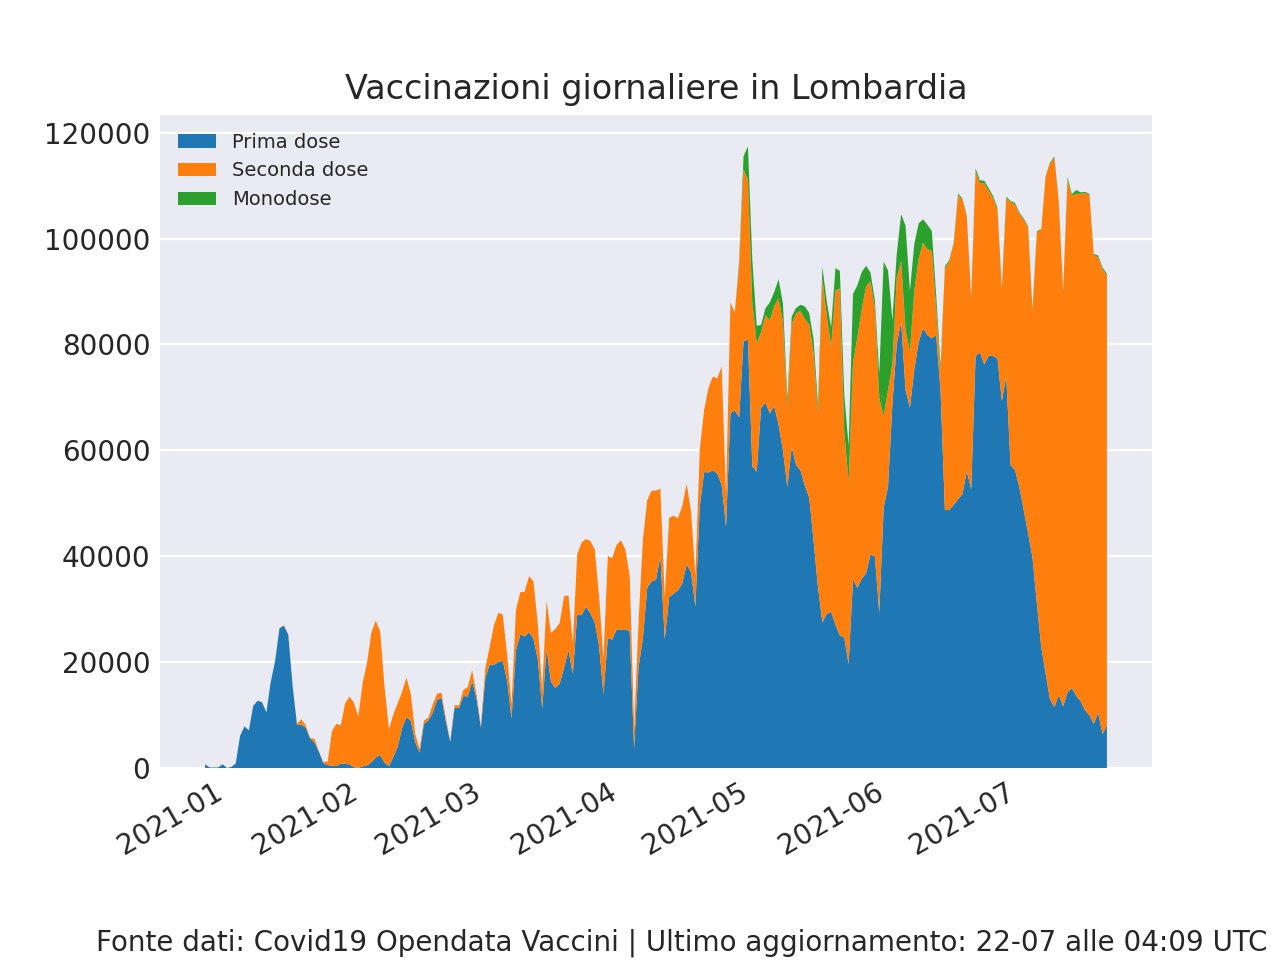 Vaccinazioni giornaliere in Lombardia
120000
100000
80000
60000
40000
20000
0
Prima dose
Seconda dose
Monodose
2021-01
2021-02
2021-03
2021-04
2021-05
2021-06
2021-07
Fonte dati: Covid19 Opendata Vaccini | Ultimo aggiornamento: 22-07 alle 04:09 UTC